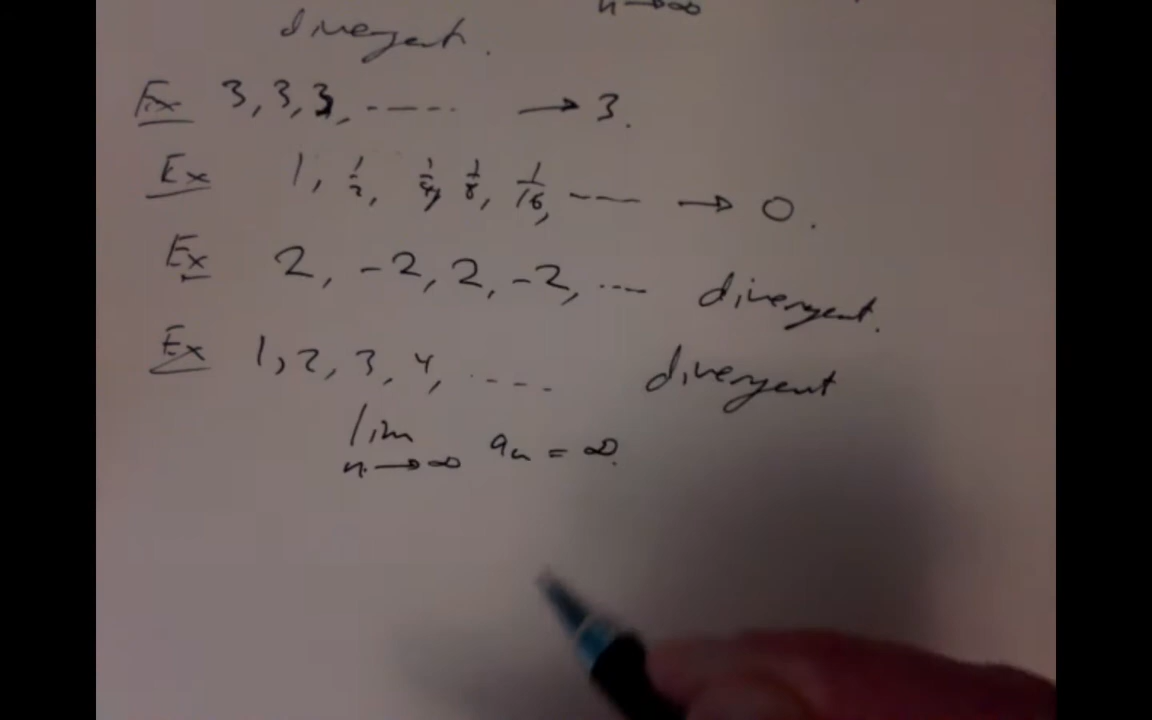 n→∞
divergent.
Ex 3, 3, 3, ----- → 3.
Ex 1, 1/2, 1/4, 1/8, 1/16, ---- → 0.
Ex 2, -2, 2, -2, ---- divergent.
Ex 1, 2, 3, 4, ---- divergent
lim n→∞ aₙ = ∞.